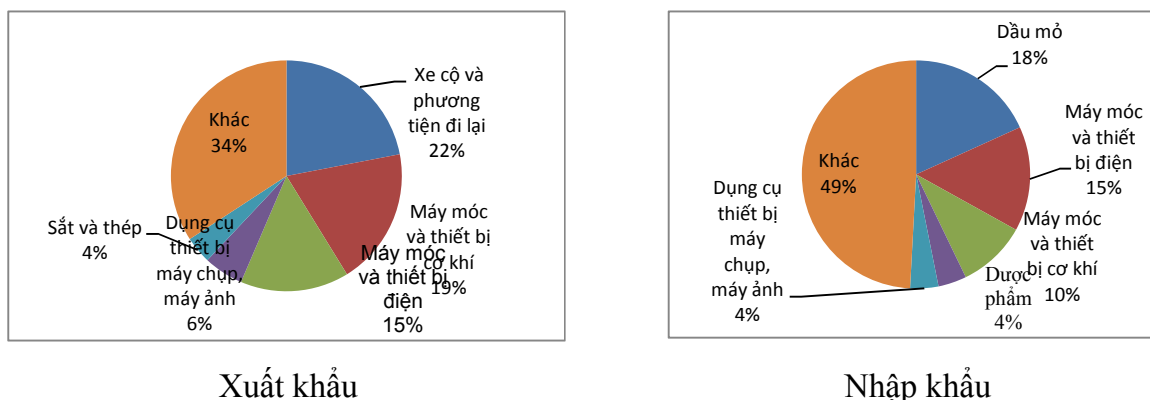 Xe cộ và
phương
tiện đi lại
22%
Máy móc
và thiết bị
cơ khí
19%
Máy móc
và thiết bị
điện
15%
Dụng cụ
thiết bị
máy chụp,
máy ảnh
6%
Sắt và thép
4%
Khác
34%
Xuất khẩu
Dầu mỏ
18%
Máy móc
và thiết
bị điện
15%
Máy móc
và thiết
bị cơ khí
10%
Dược
phẩm
4%
Dụng cụ
thiết bị
máy
chụp,
máy ảnh
4%
Khác
49%
Nhập khẩu